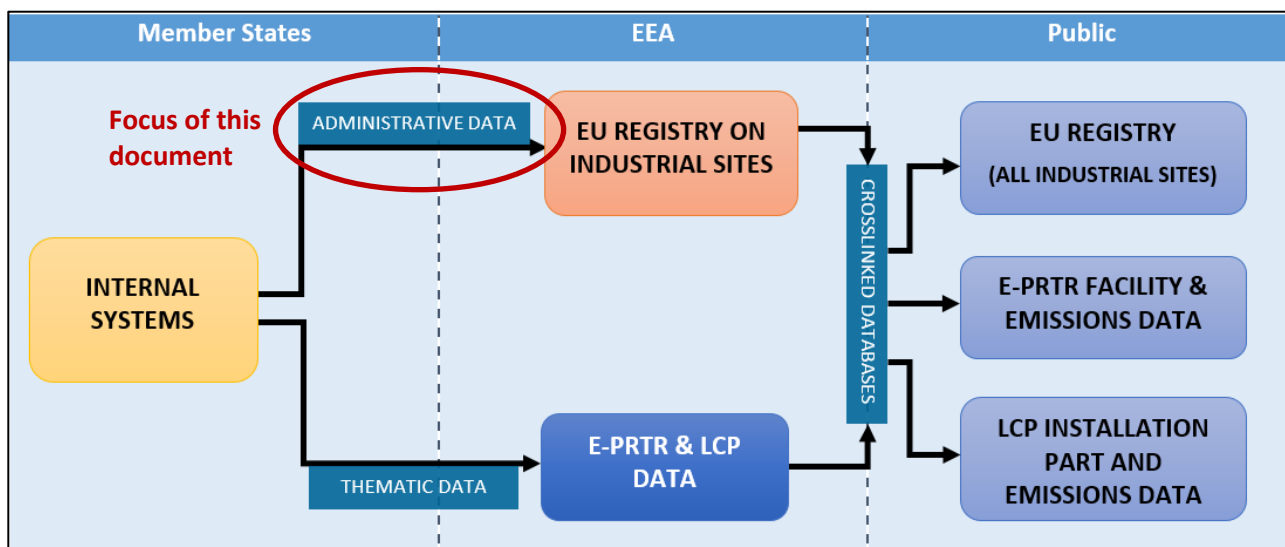 Member States
EEA
Public
Focus of this
document
ADMINISTRATIVE DATA
EU REGISTRY ON
INDUSTRIAL SITES
EU REGISTRY
(ALL INDUSTRIAL SITES)
INTERNAL
SYSTEMS
CROSSLINKED DATABASES
E-PRTR FACILITY &
EMISSIONS DATA
E-PRTR & LCP
DATA
THEMATIC DATA
LCP INSTALLATION
PART AND
EMISSIONS DATA